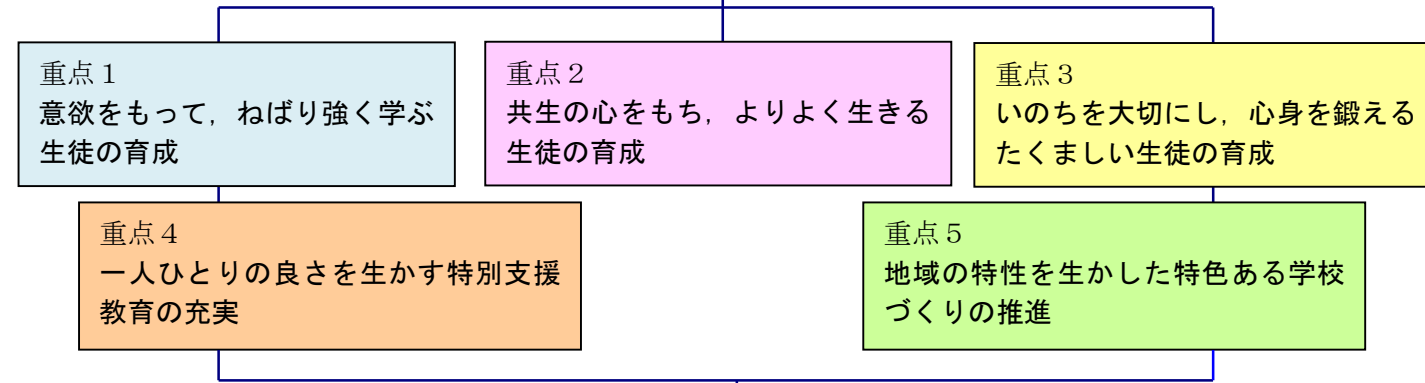 重点１
意欲をもって，ねばり強く学ぶ
生徒の育成
重点２
共生の心をもち，よりよく生きる
生徒の育成
重点３
いのちを大切にし，心身を鍛える
たくましい生徒の育成
重点４
一人ひとりの良さを生かす特別支援
教育の充実
重点５
地域の特性を生かした特色ある学校
づくりの推進